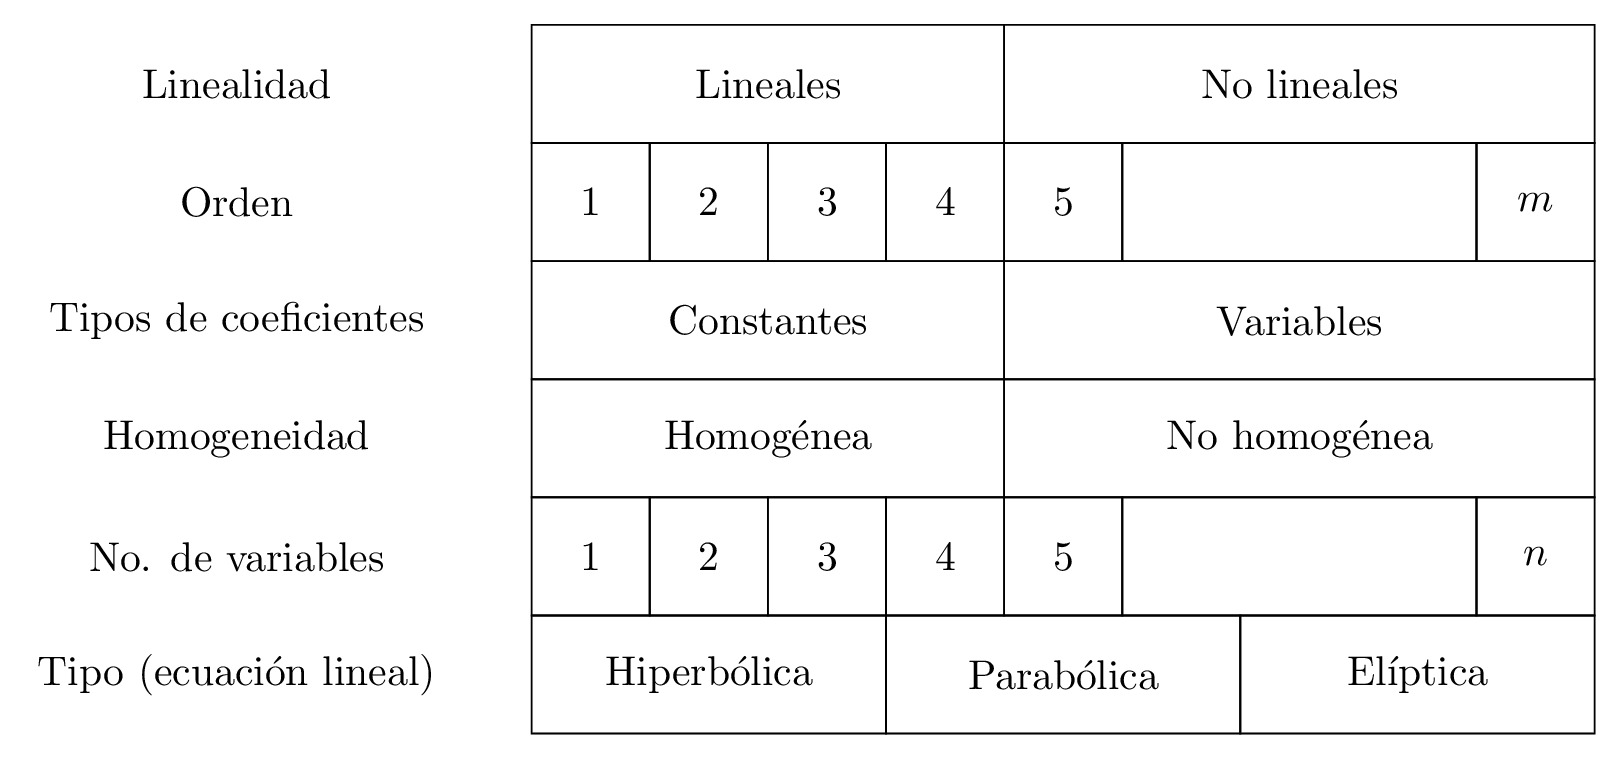 Linealidad Lineales No lineales
Orden 1 2 3 4 5 m
Tipos de coeficientes Constantes Variables
Homogeneidad Homogénea No homogénea
No. de variables 1 2 3 4 5 n
Tipo (ecuación lineal) Hiperbólica Parabólica Elíptica